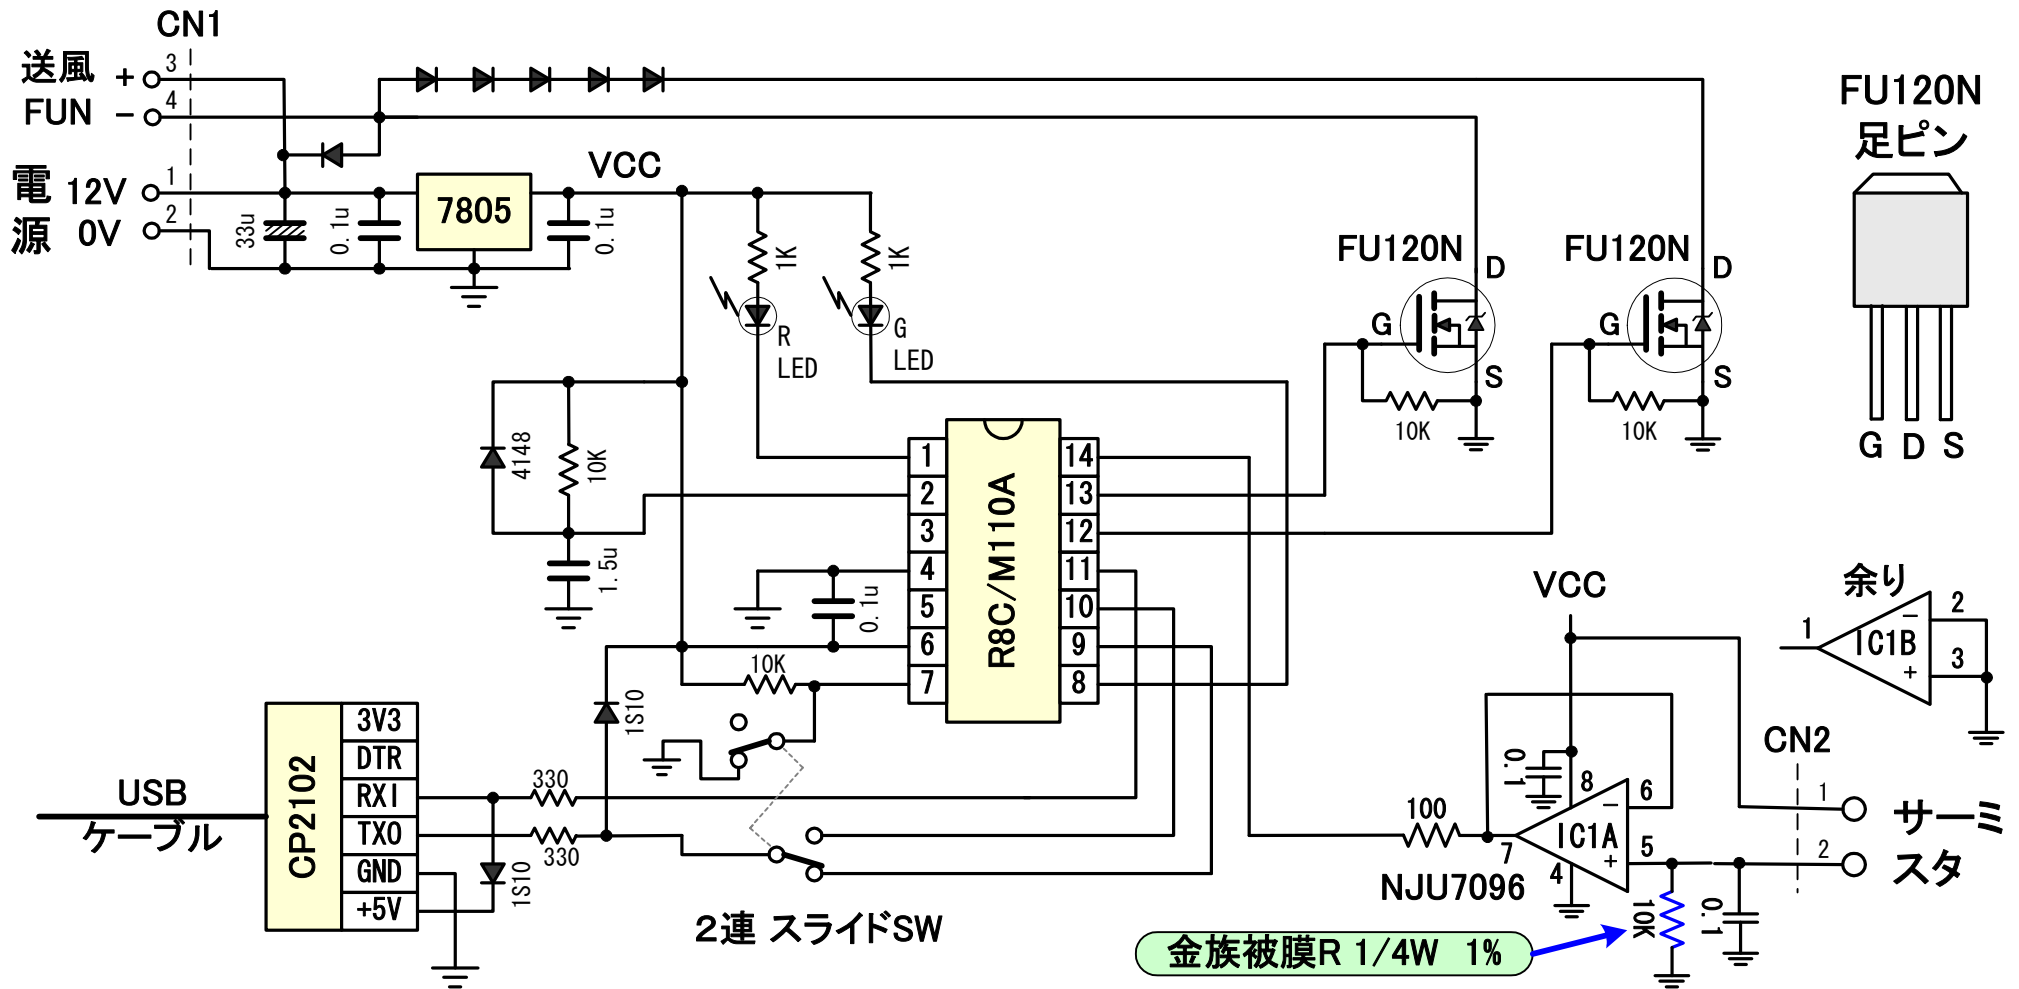 CN1
送風 + 3
FUN − 4
電源
12V 1
0V 2
33u
0.1u
7805
0.1u
VCC
1K
R
LED
1K
G
LED
4148
10K
1.5u
FU120N
D
G
S
10K
FU120N
D
G
S
10K
FU120N
足ピン
G D S
R8C/M110A
1
2
3
4
5
6
7
14
13
12
11
10
9
8
0.1u
10K
1S10
CP2102
3V3
DTR
RXI
TXO
GND
+5V
USB
ケーブル
330
330
1S10
2連 スライドSW
VCC
0.1
8
−
6
IC1A
+
5
7
4
100
NJU7096
10K
0.1
金族被膜R 1/4W 1%
余り
1
−
2
IC1B
+
3
CN2
1
2
サーミスタ